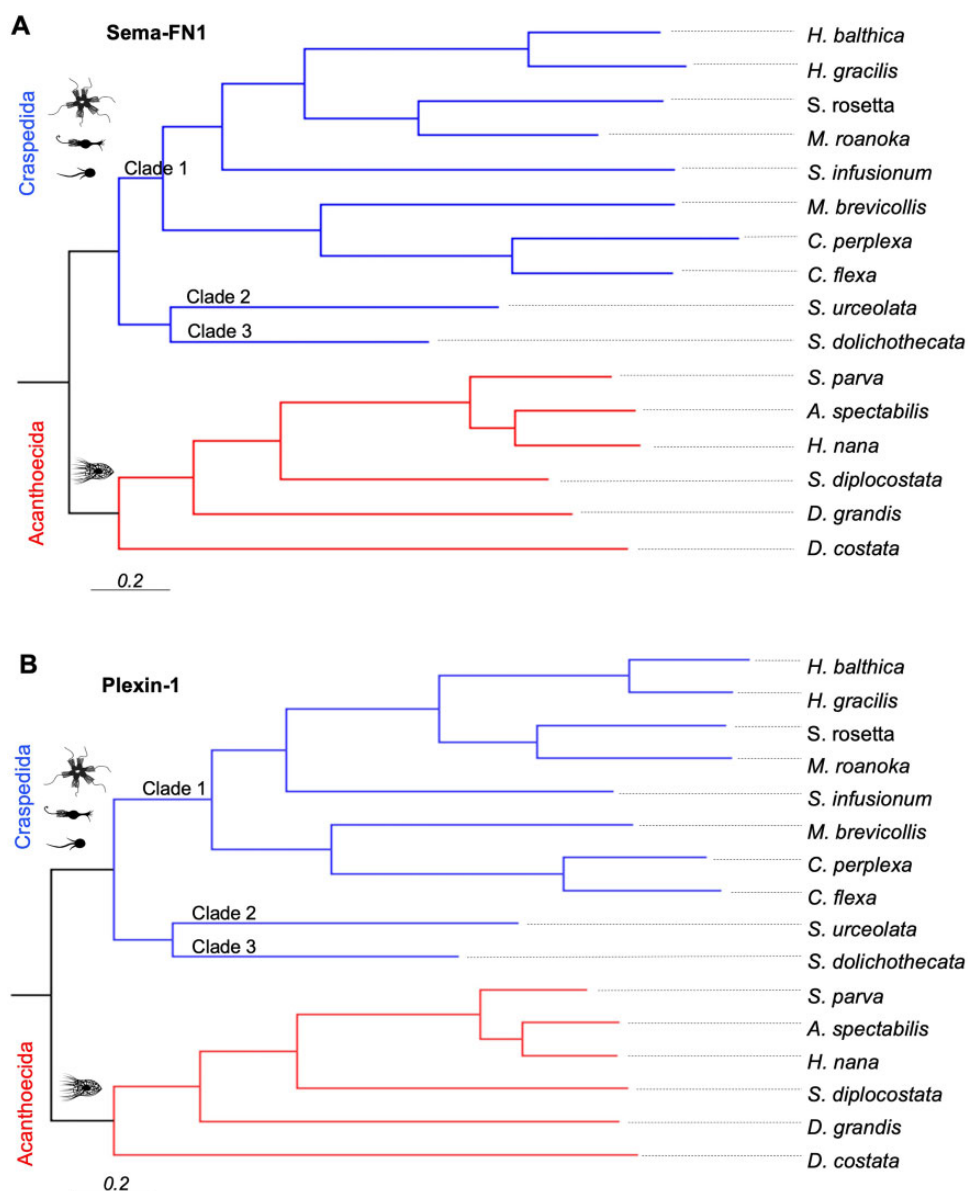 A
Sema-FN1
Craspedida
Clade 1
H. balthica
H. gracilis
S. rosetta
M. roanoka
S. infusionum
M. brevicollis
C. perplexa
C. flexa
Clade 2
S. urceolata
Clade 3
S. dolichothecata
Acanthoecida
S. parva
A. spectabilis
H. nana
S. diplocostata
D. grandis
D. costata
0.2
B
Plexin-1
Craspedida
Clade 1
H. balthica
H. gracilis
S. rosetta
M. roanoka
S. infusionum
M. brevicollis
C. perplexa
C. flexa
Clade 2
S. urceolata
Clade 3
S. dolichothecata
Acanthoecida
S. parva
A. spectabilis
H. nana
S. diplocostata
D. grandis
D. costata
0.2